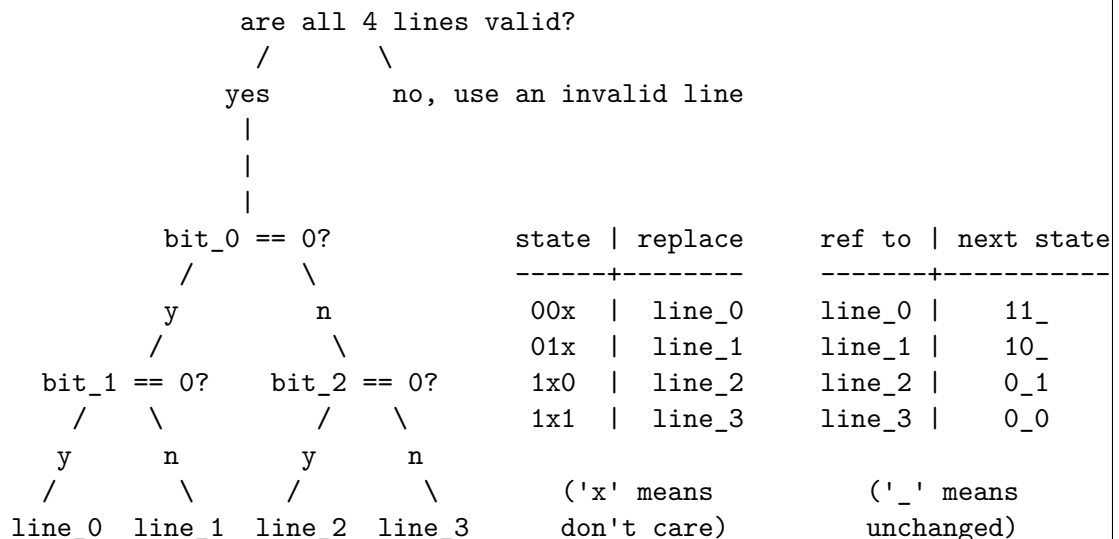 are all 4 lines valid?
/ \
yes no, use an invalid line
|
|
|
bit_0 == 0? state | replace ref to | next state
/ \ ------+-------- -------+-----------
y n 00x | line_0 line_0 | 11_
/ \ 01x | line_1 line_1 | 10_
bit_1 == 0? bit_2 == 0? 1x0 | line_2 line_2 | 0_1
/ \ / \ 1x1 | line_3 line_3 | 0_0
y n y n
/ \ / \ ('x' means ('_' means
line_0 line_1 line_2 line_3 don't care) unchanged)